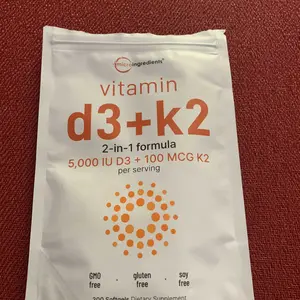 microingredients
vitamin
d3+k2
2-in-1 formula
5,000 IU D3 + 100 MCG K2
per serving
GMO
free
gluten
free
soy
free
300 Softgels Dietary Supplement